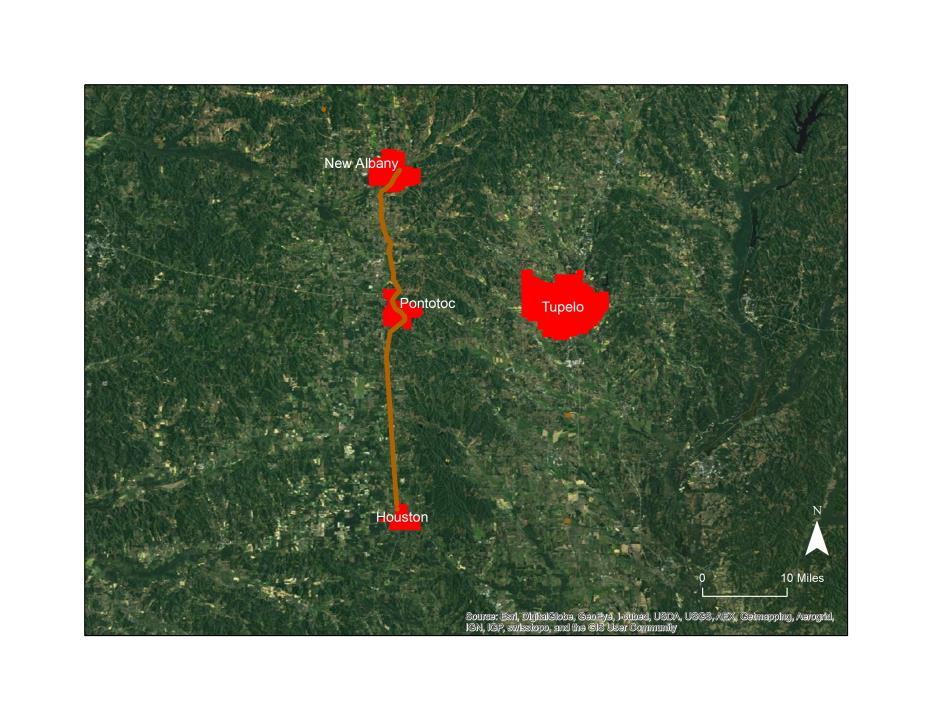 New Albany
Pontotoc
Tupelo
Houston
N
0 10 Miles
Source: Esri, DigitalGlobe, GeoEye, i-cubed, USDA, USGS, AEX, Getmapping, Aerogrid,
IGN, IGP, swisstopo, and the GIS User Community